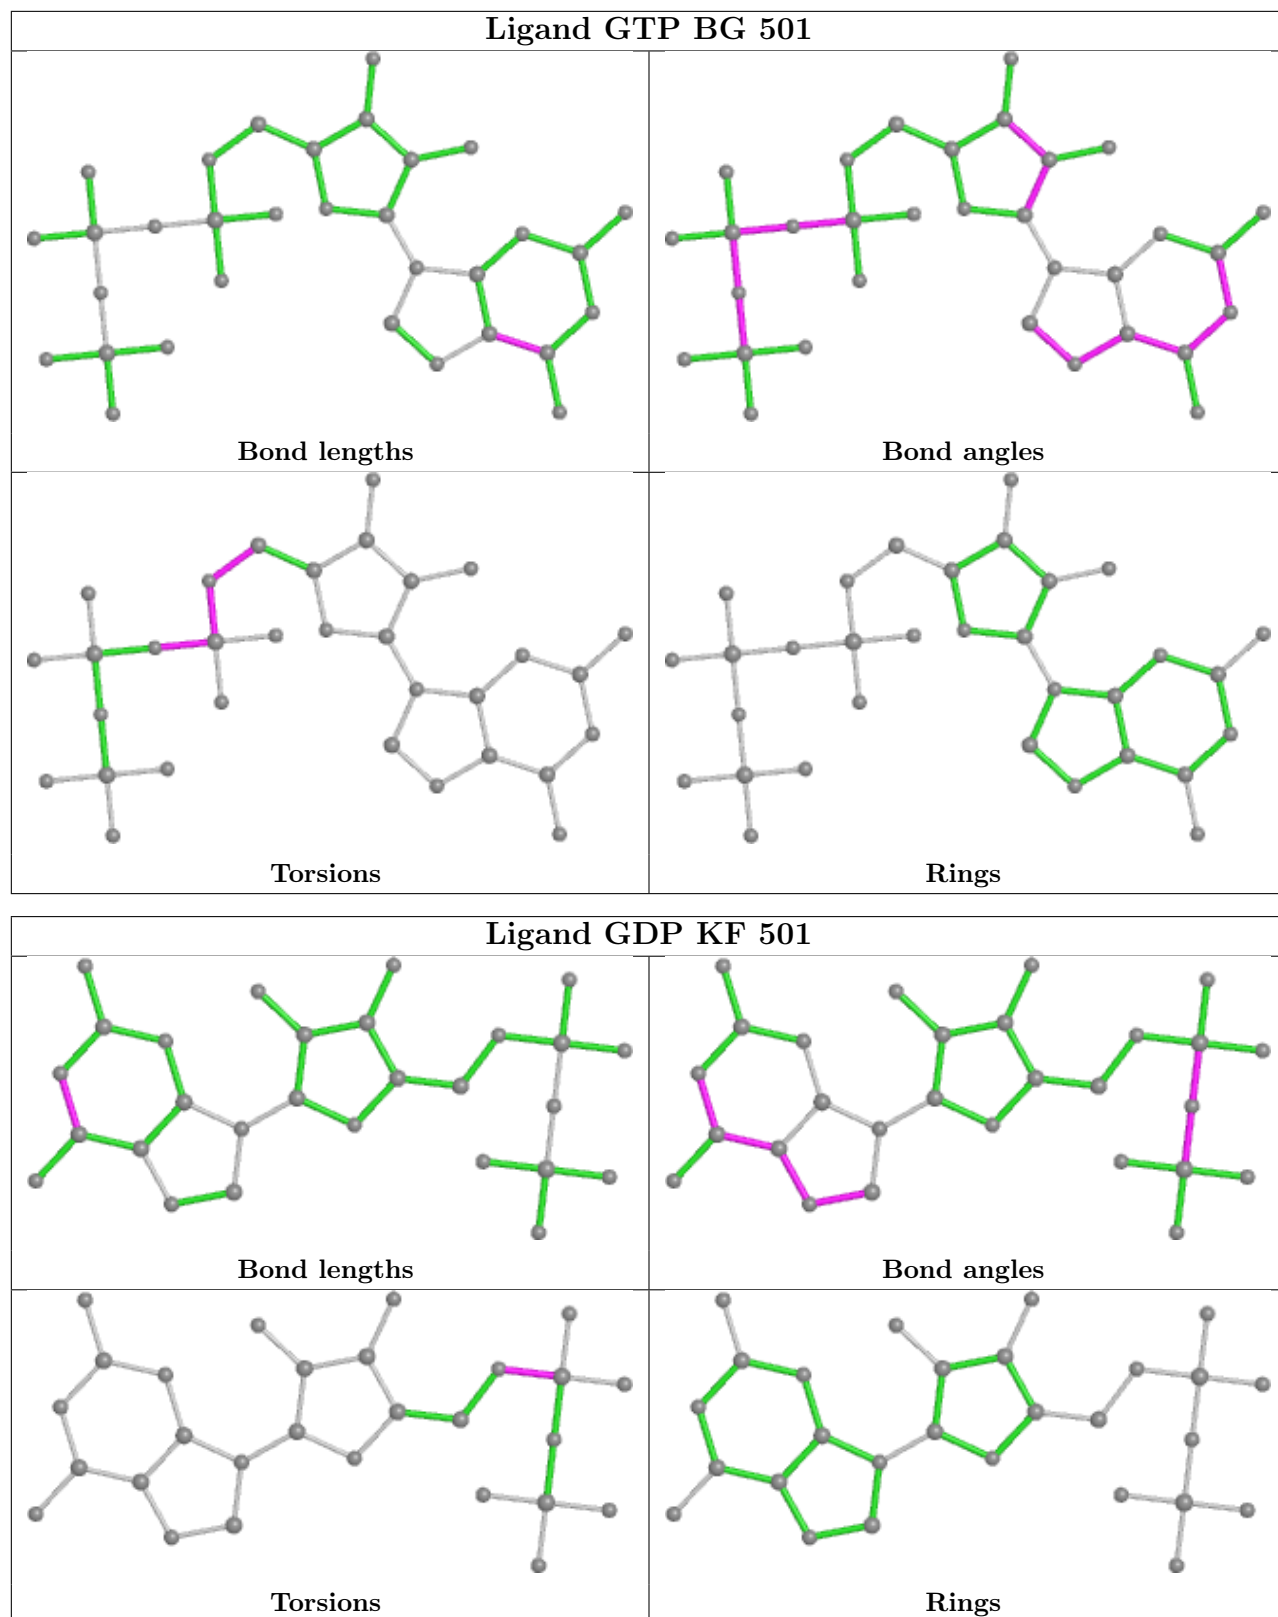 Ligand GTP BG 501
Bond lengths
Bond angles
Torsions
Rings
Ligand GDP KF 501
Bond lengths
Bond angles
Torsions
Rings